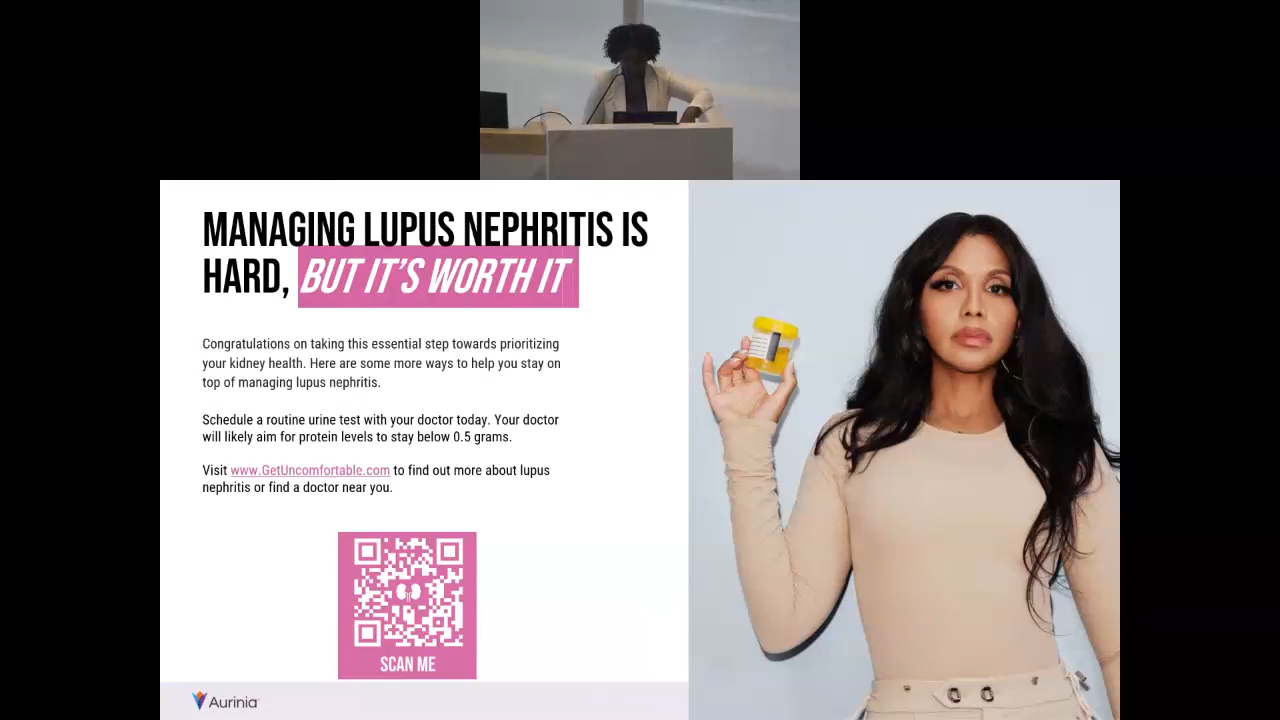 MANAGING LUPUS NEPHRITIS IS
HARD, BUT IT'S WORTH IT
Congratulations on taking this essential step towards prioritizing
your kidney health. Here are some more ways to help you stay on
top of managing lupus nephritis.
Schedule a routine urine test with your doctor today. Your doctor
will likely aim for protein levels to stay below 0.5 grams.
Visit www.GetUncomfortable.com to find out more about lupus
nephritis or find a doctor near you.
SCAN ME
Aurinia